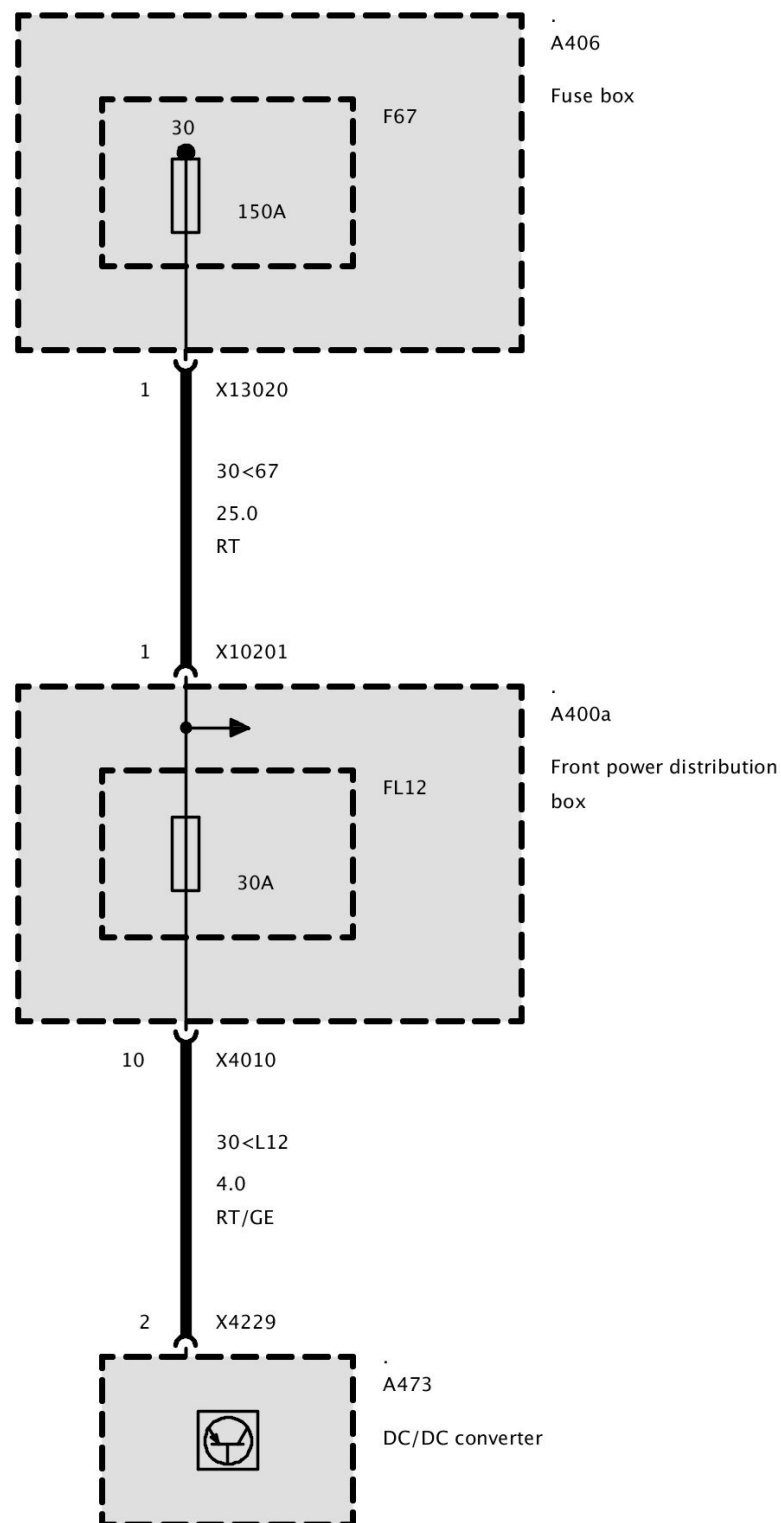 .
A406
Fuse box
F67
30
150A
1
X13020
30<67
25.0
RT
1
X10201
.
A400a
Front power distribution
box
FL12
30A
10
X4010
30<L12
4.0
RT/GE
2
X4229
.
A473
DC/DC converter